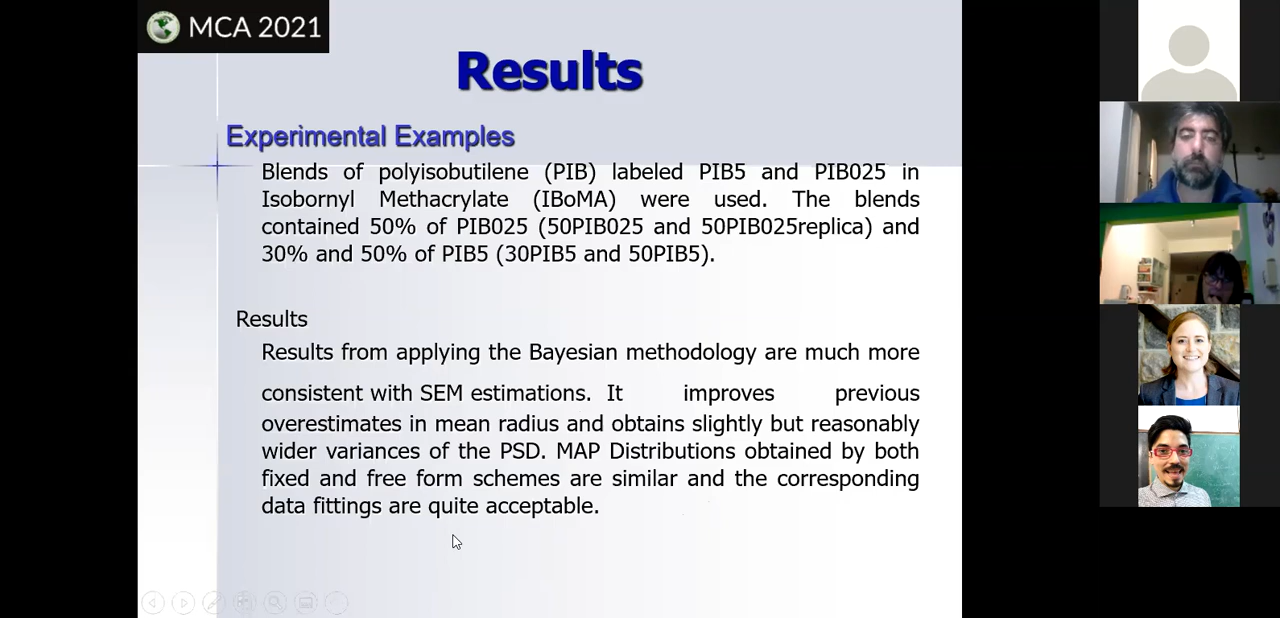 MCA 2021
Results
Experimental Examples
Blends of polyisobutilene (PIB) labeled PIB5 and PIB025 in
Isobornyl Methacrylate (IBoMA) were used. The blends
contained 50% of PIB025 (50PIB025 and 50PIB025replica) and
30% and 50% of PIB5 (30PIB5 and 50PIB5).
Results
Results from applying the Bayesian methodology are much more
consistent with SEM estimations. It improves previous
overestimates in mean radius and obtains slightly but reasonably
wider variances of the PSD. MAP Distributions obtained by both
fixed and free form schemes are similar and the corresponding
data fittings are quite acceptable.